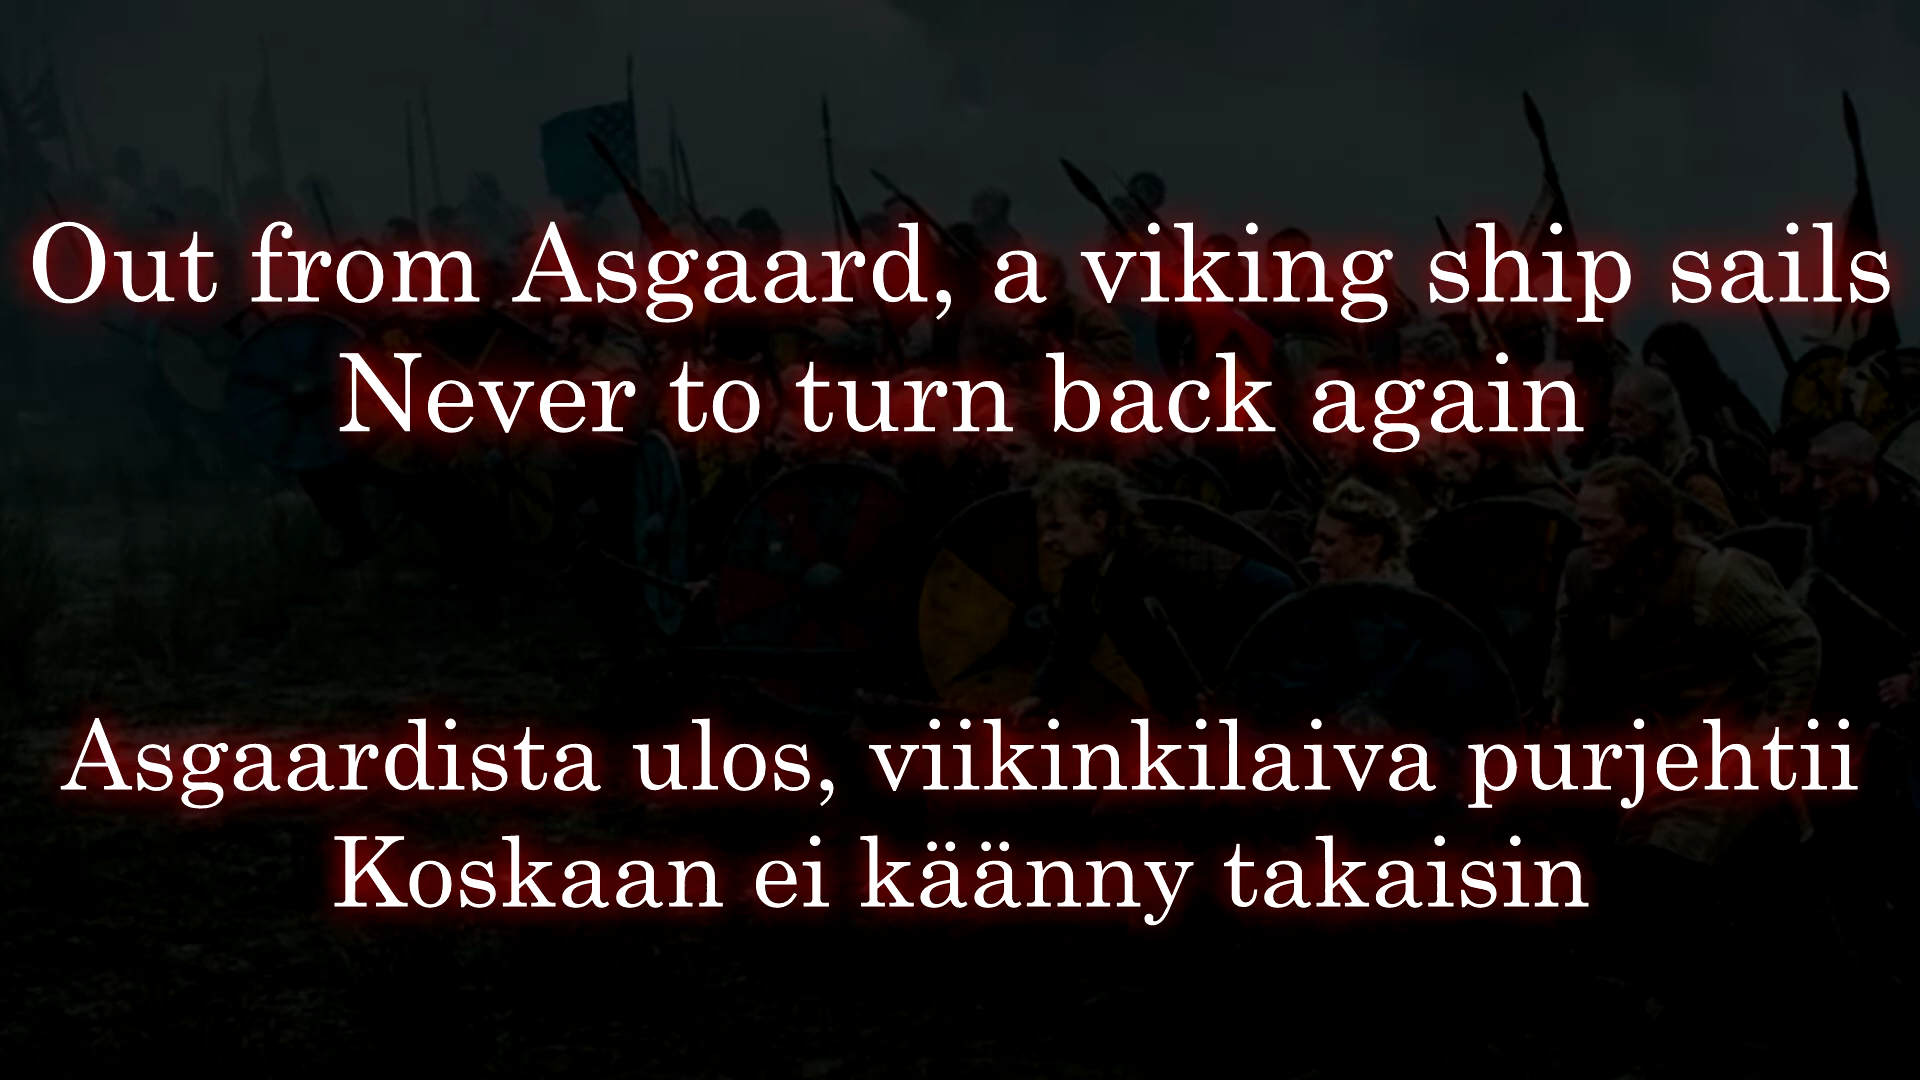 Out from Asgaard, a viking ship sails
Never to turn back again
Asgaardista ulos, viikinkilaiva purjehtii
Koskaan ei käänny takaisin